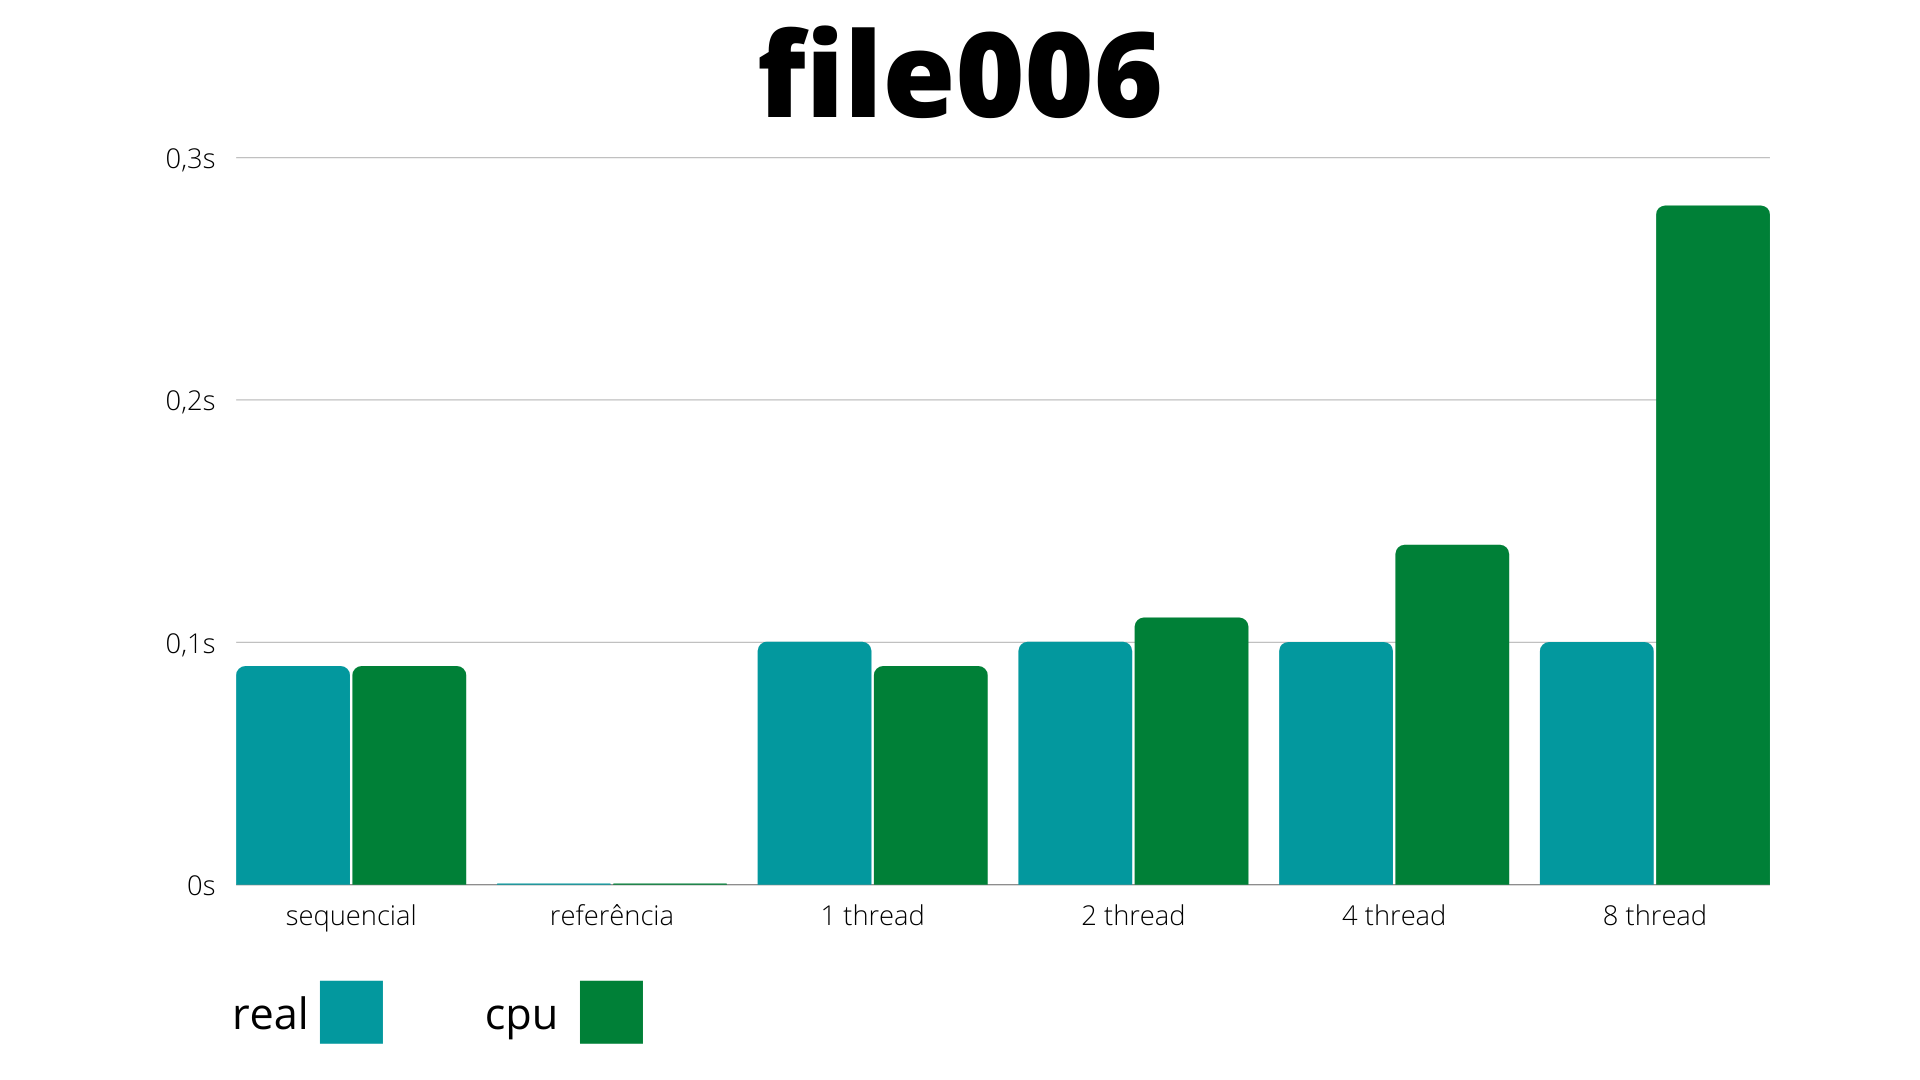 file006
0,3s
0,2s
0,1s
0s
sequencial referência 1 thread 2 thread 4 thread 8 thread
real cpu